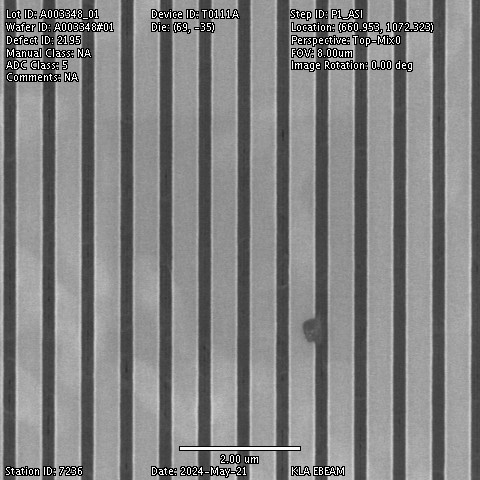 Lot ID: A003348_01
Wafer ID: A003348#01
Defect ID: 2195
Manual Class: NA
ADC Class: 5
Comments: NA
Device ID: T0111A
Die: (69, -35)
Step ID: P1_ASI
Location: (660.953, 1072.323)
Perspective: Top-Mix0
FOV: 8.00um
Image Rotation: 0.00 deg
2.00 um
Station ID: 7236
Date: 2024-May-21
KLA EBEAM